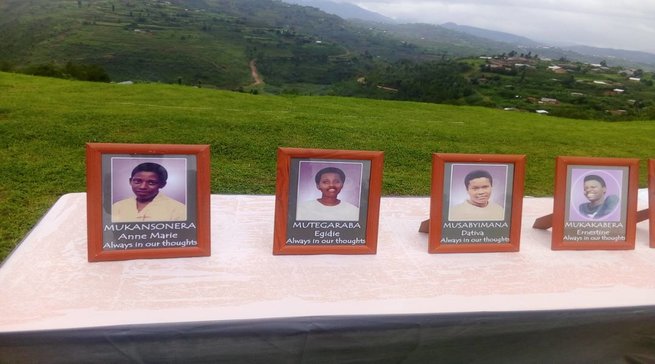 MUKANSONERA
Anne Marie
Always in our thoughts
MUTEGARABA
Egidie
Always in our thoughts
MUSABYIMANA
Dativa
Always in our thoughts
MUKAKABERA
Ernestine
Always in our thoughts